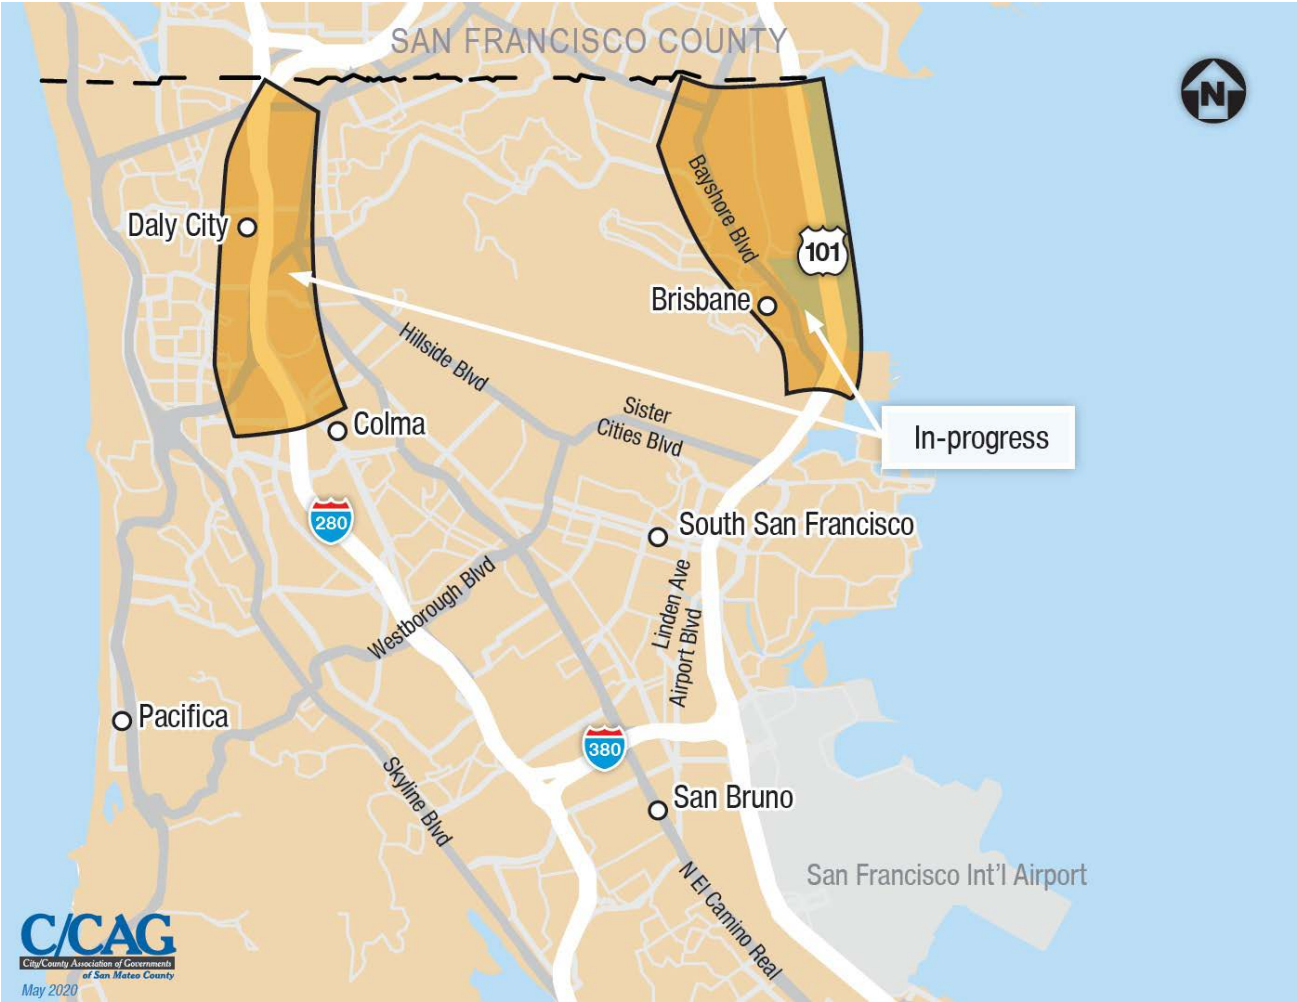 SAN FRANCISCO COUNTY
N
Daly City
Bayshore Blvd
101
Brisbane
Hillside Blvd
Sister
Cities Blvd
Colma
In-progress
280
South San Francisco
Westborough Blvd
Linden Ave
Airport Blvd
Pacifica
380
Skyline Blvd
San Bruno
N El Camino Real
San Francisco Int'l Airport
C/CAG
City/County Association of Governments
of San Mateo County
May 2020